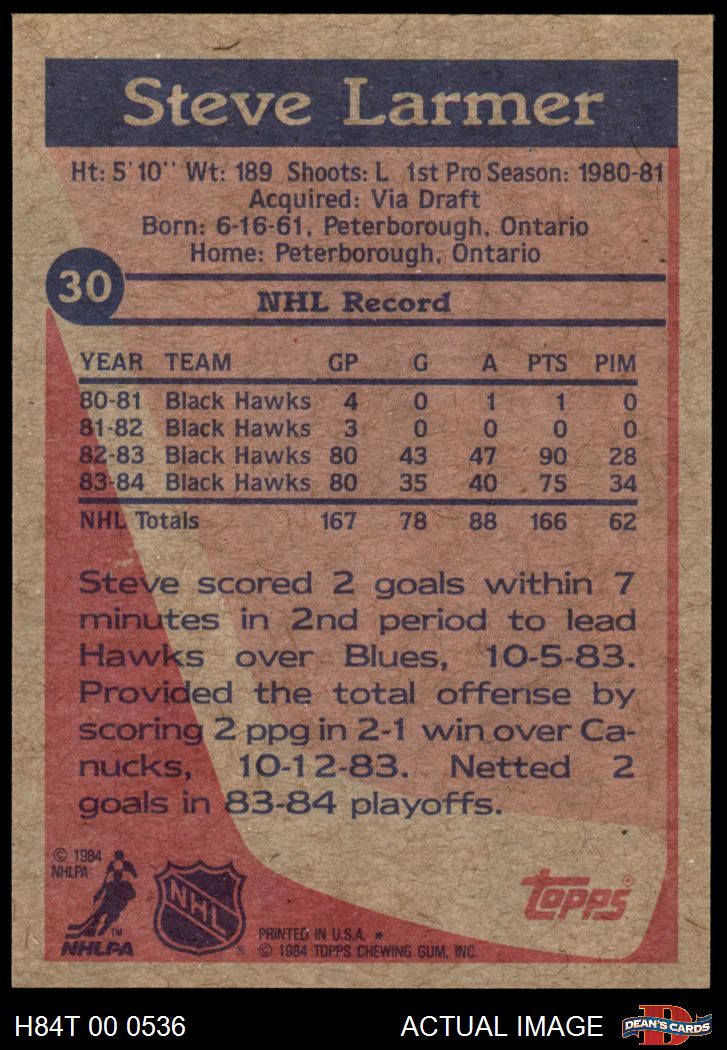 Steve Larmer
Ht: 5'10'' Wt: 189 Shoots: L 1st Pro Season: 1980-81
Acquired: Via Draft
Born: 6-16-61, Peterborough, Ontario
Home: Peterborough, Ontario
30
NHL Record
YEAR TEAM GP G A PTS PIM
80-81 Black Hawks 4 0 1 1 0
81-82 Black Hawks 3 0 0 0 0
82-83 Black Hawks 80 43 47 90 28
83-84 Black Hawks 80 35 40 75 34
NHL Totals 167 78 88 166 62
Steve scored 2 goals within 7
minutes in 2nd period to lead
Hawks over Blues, 10-5-83.
Provided the total offense by
scoring 2 ppg in 2-1 win over Ca-
nucks, 10-12-83. Netted 2
goals in 83-84 playoffs.
© 1984
NHLPA
TM
NHLPA
NHL
®
PRINTED IN U.S.A. *
© 1984 TOPPS CHEWING GUM, INC.
TOPPS®
H84T 00 0536
ACTUAL IMAGE
D
DEAN'S CARDS